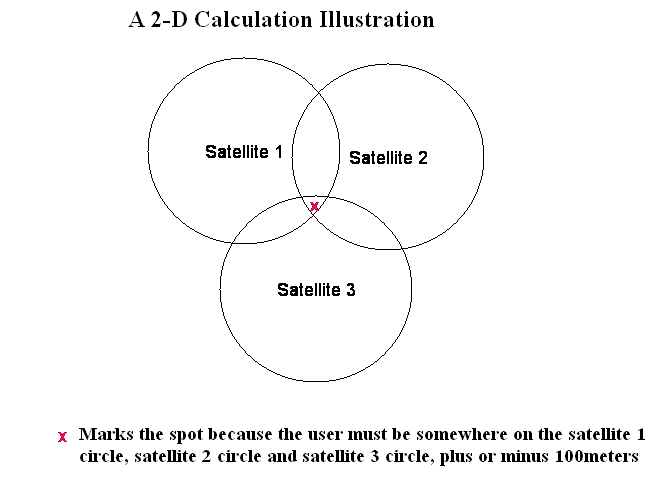 A 2-D Calculation Illustration
Satellite 1
Satellite 2
x
Satellite 3
x Marks the spot because the user must be somewhere on the satellite 1
circle, satellite 2 circle and satellite 3 circle, plus or minus 100meters